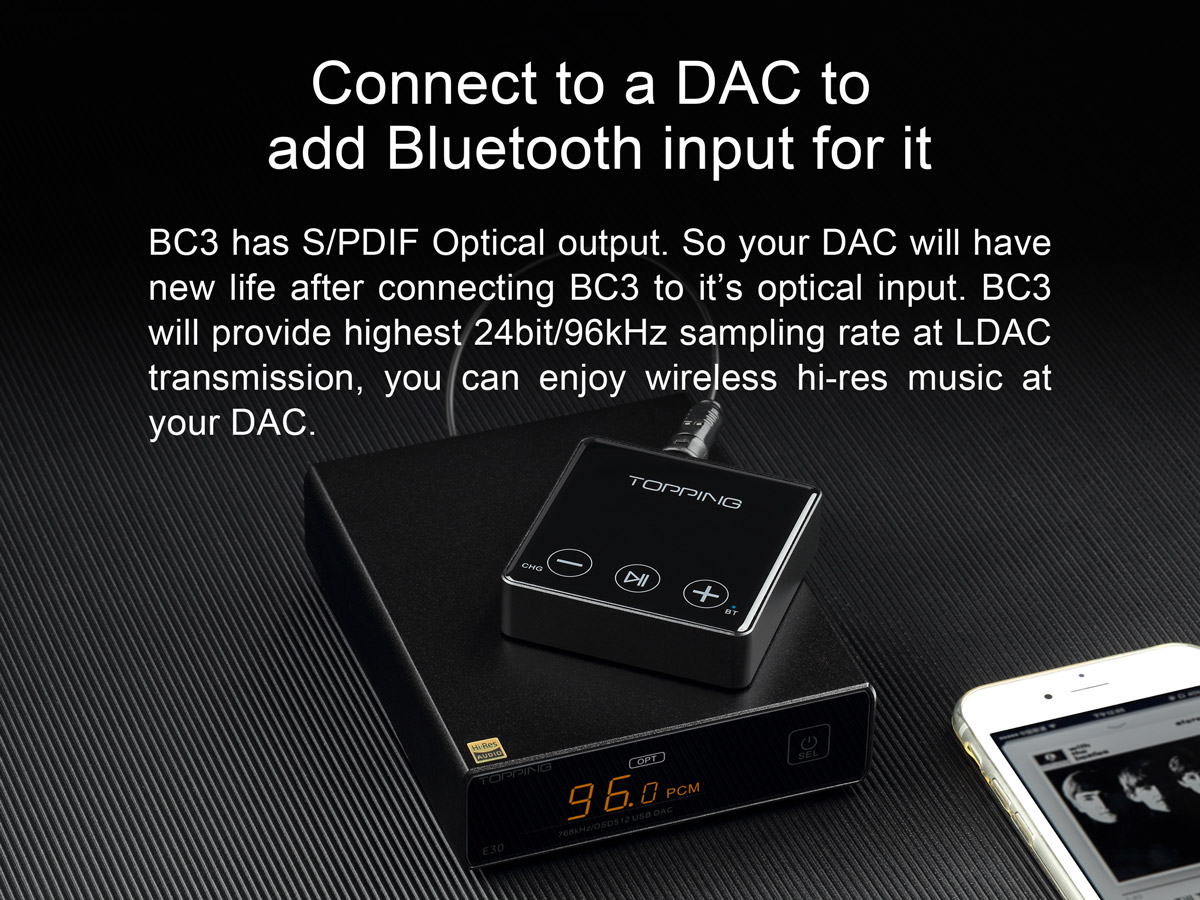 Connect to a DAC to
add Bluetooth input for it
BC3 has S/PDIF Optical output. So your DAC will have
new life after connecting BC3 to it’s optical input. BC3
will provide highest 24bit/96kHz sampling rate at LDAC
transmission, you can enjoy wireless hi-res music at
your DAC.
TOPPING
CHG
BT
Hi-Res
AUDIO
TOPPING
OPT
SEL
96.0 PCM
768kHz/DSD512 USB DAC
E30
with
the
beatles